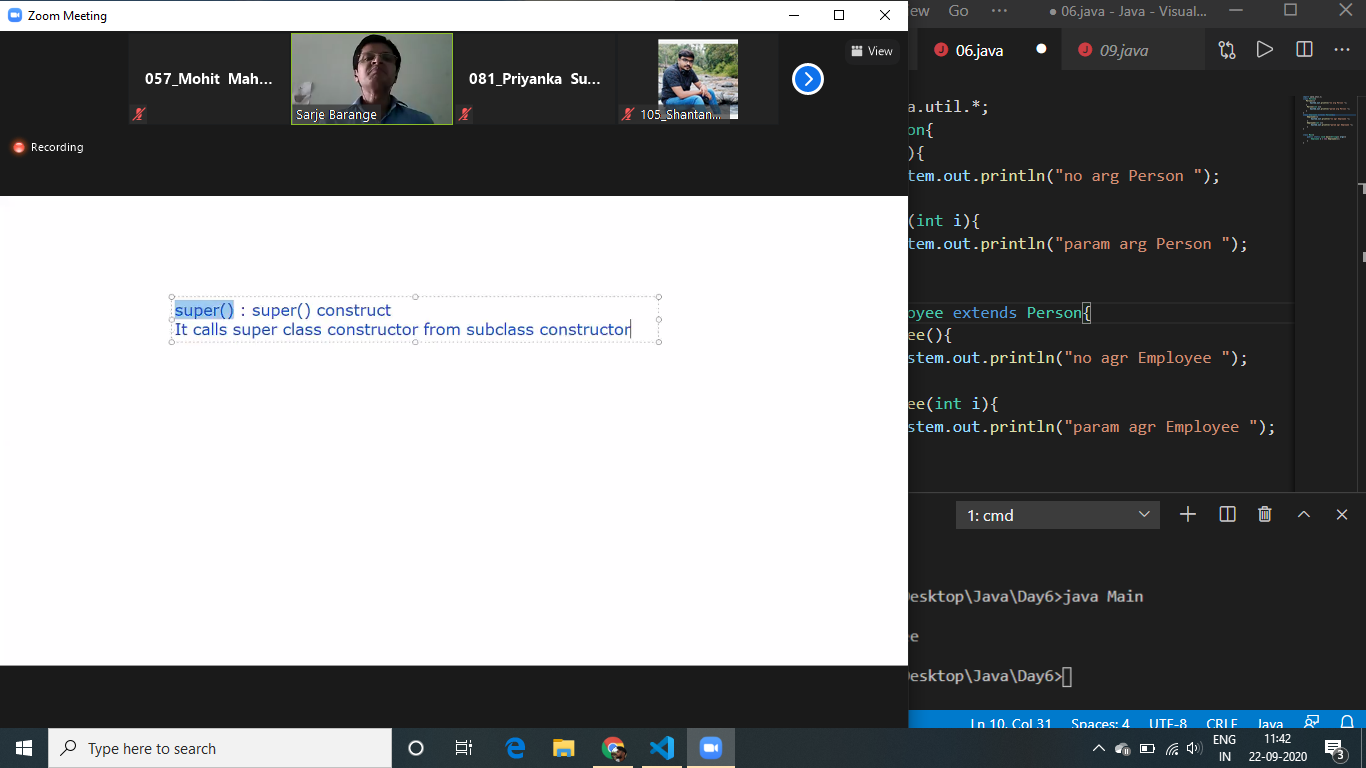 Zoom Meeting
057_Mohit Mah...
Sarje Barange
081_Priyanka Su...
105_Shantan...
View
Recording
super() : super() construct
It calls super class constructor from subclass constructor
ew Go ... ● 06.java - Java - Visual...
06.java
09.java
a.util.*;
on{
){
tem.out.println("no arg Person ");
(int i){
tem.out.println("param arg Person ");
oyee extends Person{
ee(){
stem.out.println("no agr Employee ");
ee(int i){
stem.out.println("param agr Employee ");
1: cmd
esktop\Java\Day6>java Main
e
esktop\Java\Day6>
Ln 10, Col 31 Spaces: 4 UTF-8 CRLF Java
Type here to search
ENG
IN
11:42
22-09-2020
3